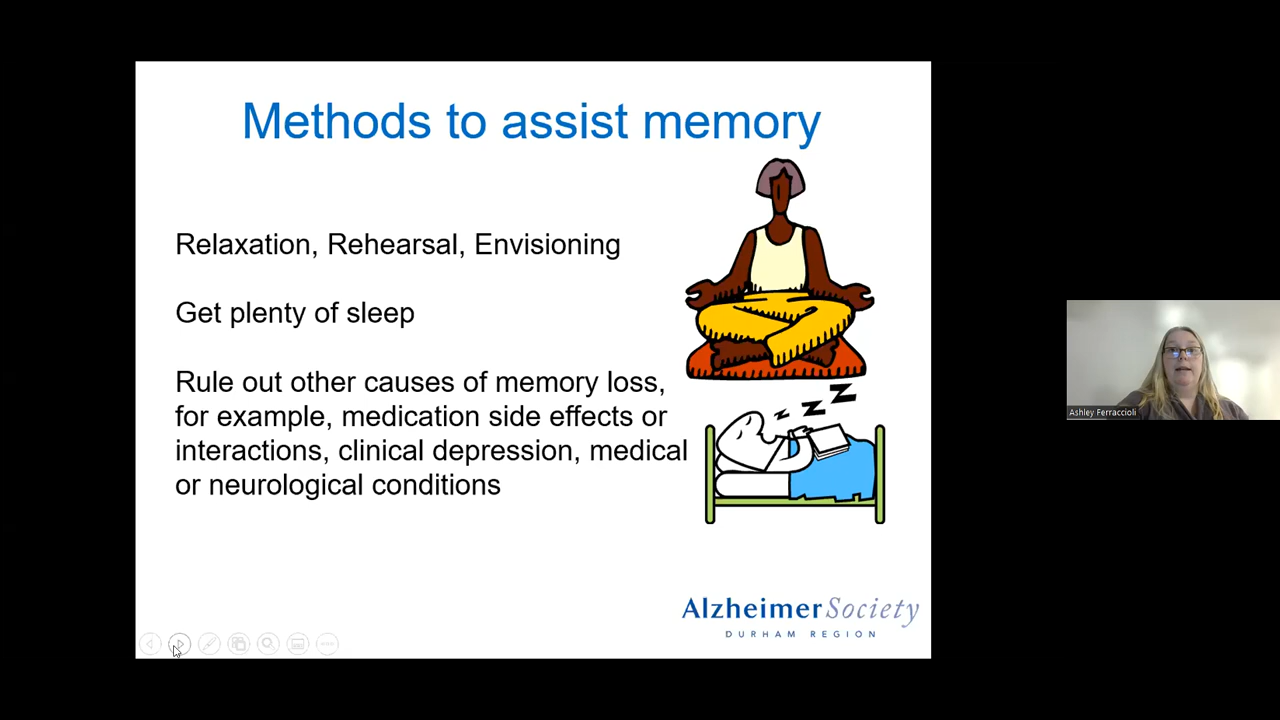 Methods to assist memory
Relaxation, Rehearsal, Envisioning
Get plenty of sleep
Rule out other causes of memory loss,
for example, medication side effects or
interactions, clinical depression, medical
or neurological conditions
z z z
Alzheimer Society
DURHAM REGION
Ashley Ferraccioli